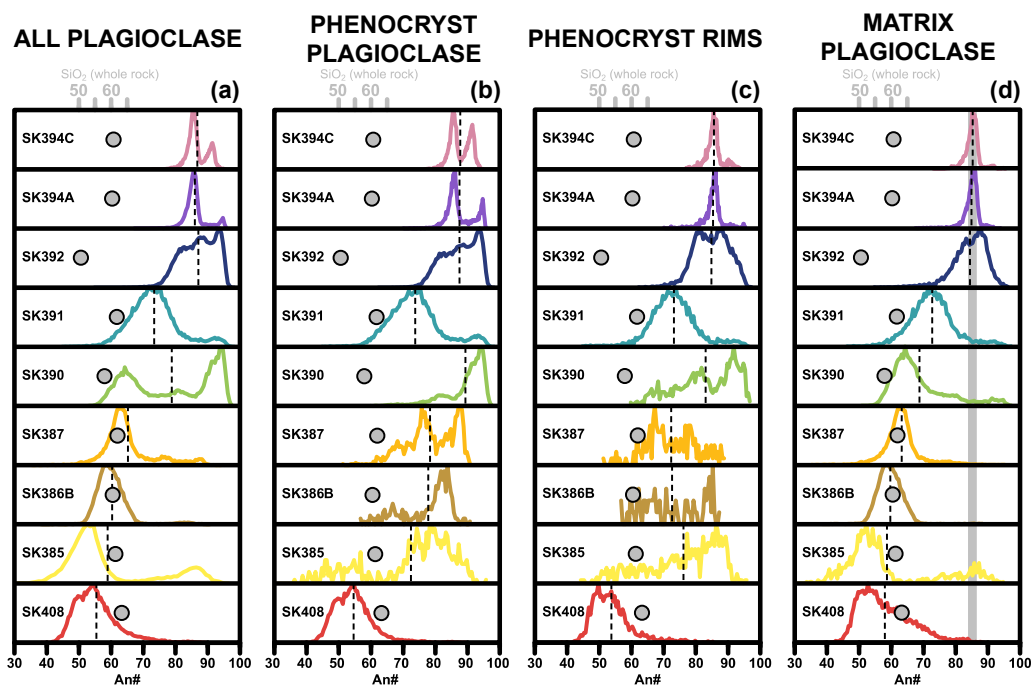 ALL PLAGIOCLASE
SiO₂ (whole rock)
50 60
(a)
SK394C
SK394A
SK392
SK391
SK390
SK387
SK386B
SK385
SK408
30 40 50 60 70 80 90 100
An#
PHENOCRYST
PLAGIOCLASE
SiO₂ (whole rock)
50 60
(b)
SK394C
SK394A
SK392
SK391
SK390
SK387
SK386B
SK385
SK408
30 40 50 60 70 80 90 100
An#
PHENOCRYST RIMS
SiO₂ (whole rock)
50 60
(c)
SK394C
SK394A
SK392
SK391
SK390
SK387
SK386B
SK385
SK408
30 40 50 60 70 80 90 100
An#
MATRIX
PLAGIOCLASE
SiO₂ (whole rock)
50 60
(d)
SK394C
SK394A
SK392
SK391
SK390
SK387
SK386B
SK385
SK408
30 40 50 60 70 80 90 100
An#